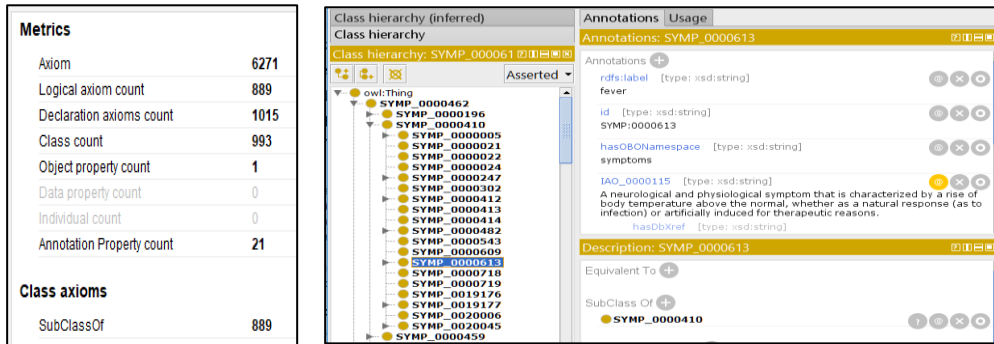 Metrics
Axiom 6271
Logical axiom count 889
Declaration axioms count 1015
Class count 993
Object property count 1
Data property count 0
Individual count 0
Annotation Property count 21
Class axioms
SubClassOf 889
Class hierarchy (inferred)
Class hierarchy
Class hierarchy: SYMP_000061
Asserted
owl:Thing
SYMP_0000462
SYMP_0000196
SYMP_0000410
SYMP_0000005
SYMP_0000021
SYMP_0000022
SYMP_0000024
SYMP_0000247
SYMP_0000302
SYMP_0000412
SYMP_0000413
SYMP_0000414
SYMP_0000482
SYMP_0000543
SYMP_0000609
SYMP_0000613
SYMP_0000718
SYMP_0000719
SYMP_0019176
SYMP_0019177
SYMP_0020006
SYMP_0020045
SYMP_0000459
Annotations Usage
Annotations: SYMP_0000613
Annotations
rdfs:label [type: xsd:string]
fever
id [type: xsd:string]
SYMP:0000613
hasOBONamespace [type: xsd:string]
symptoms
IAO_0000115 [type: xsd:string]
A neurological and physiological symptom that is characterized by a rise of
body temperature above the normal, whether as a natural response (as to
infection) or artificially induced for therapeutic reasons.
hasDbXref [type: xsd:string]
Description: SYMP_0000613
Equivalent To
SubClass Of
SYMP_0000410